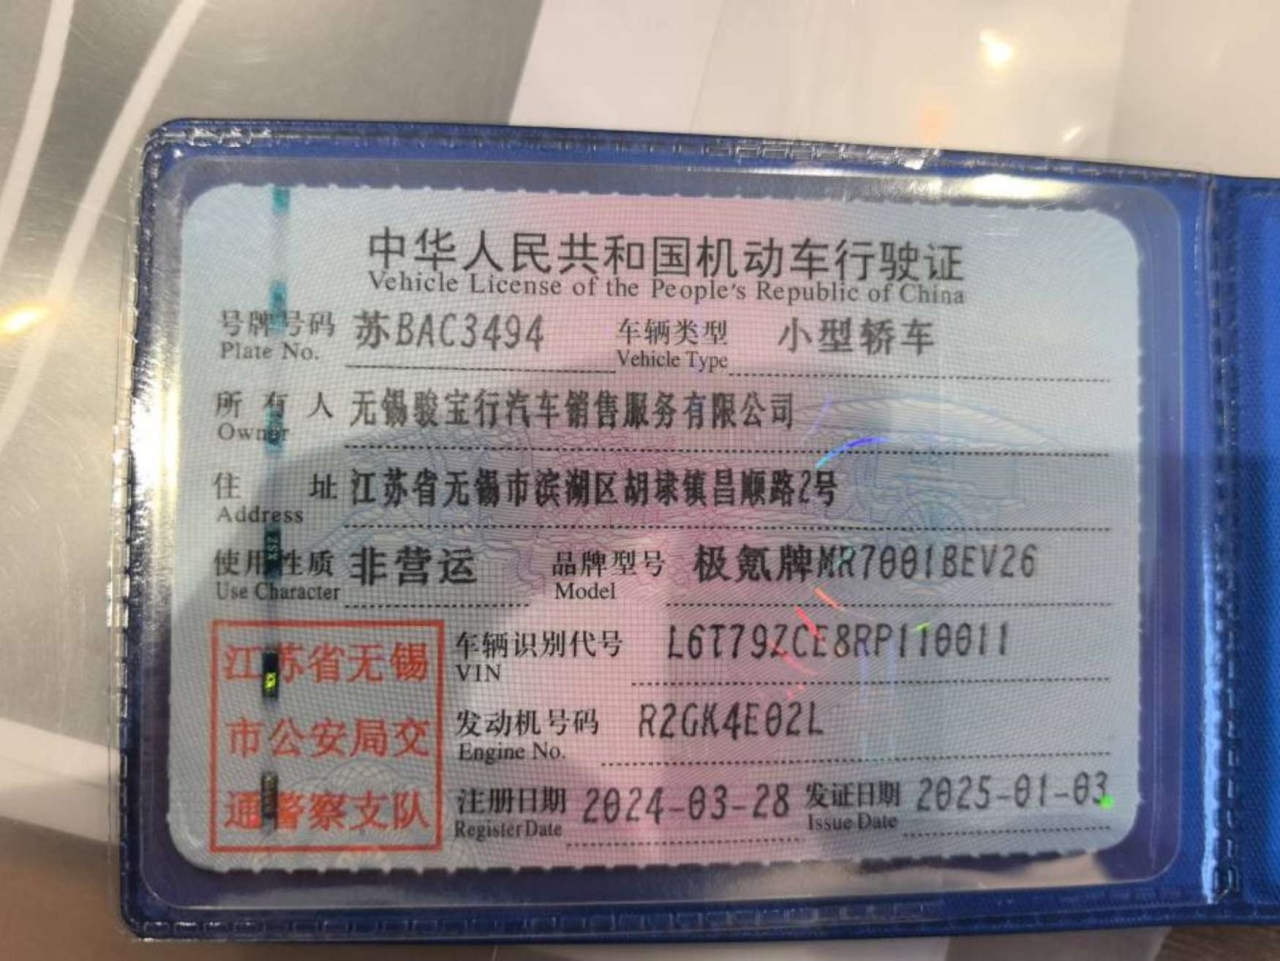 中华人民共和国机动车行驶证
Vehicle License of the People's Republic of China
号牌号码 苏BAC3494 车辆类型 小型轿车
Plate No. Vehicle Type
所有人 无锡骏宝行汽车销售服务有限公司
Owner
住址 江苏省无锡市滨湖区胡埭镇昌顺路2号
Address
使用性质 非营运 品牌型号 极氪牌MR7001BEV26
Use Character Model
江苏省无锡
市公安局交
通警察支队
车辆识别代号 L6T79ZCE8RP110011
VIN
发动机号码 R2GK4E02L
Engine No.
注册日期 2024-03-28 发证日期 2025-01-03
Register Date Issue Date